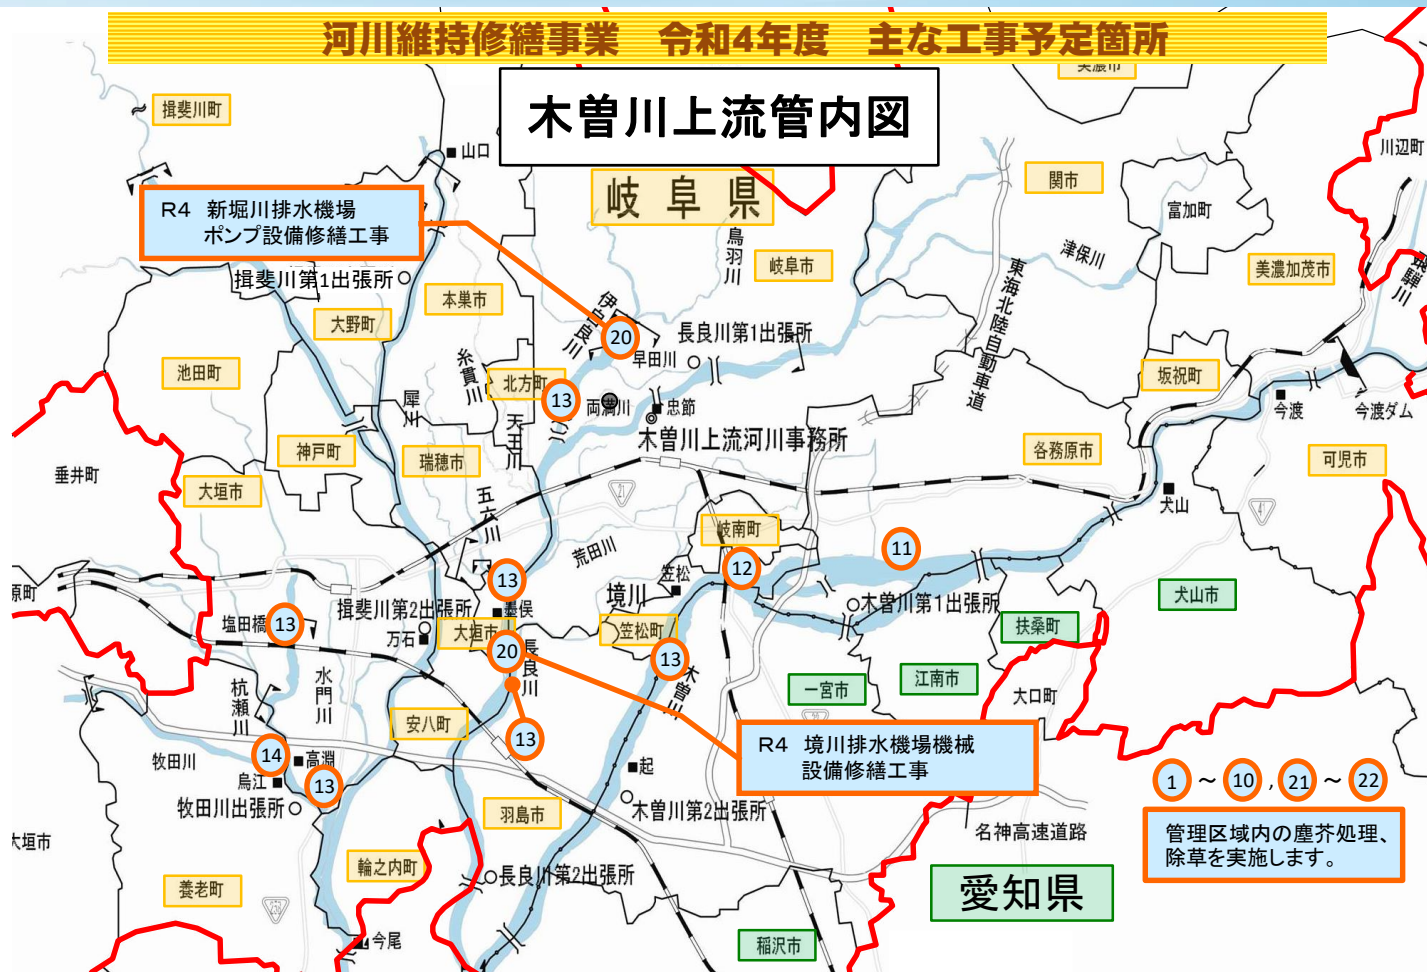 河川維持修繕事業　令和4年度　主な工事予定箇所
木曽川上流管内図
美濃市
揖斐川町
山口
川辺町
関市
富加町
岐阜県
R4 新堀川排水機場
ポンプ設備修繕工事
鳥羽川
岐阜市
津保川
美濃加茂市
飛騨川
揖斐川第1出張所
本巣市
大野町
伊自良川
東海北陸自動車道
20
早田川
長良川第1出張所
糸貫川
池田町
北方町
13
両満川
忠節
坂祝町
今渡
今渡ダム
犀川
天王川
木曽川上流河川事務所
神戸町
瑞穂市
各務原市
可児市
垂井町
大垣市
21
犬山
41
五六川
岐南町
荒田川
11
12
原町
13
笠松
境川
揖斐川第2出張所
墨俣
木曽川第1出張所
犬山市
塩田橋
13
万石
大垣市
笠松町
扶桑町
20
長良川
13
木曽川
水門川
杭瀬川
一宮市
江南市
大口町
安八町
13
22
R4 境川排水機場機械
設備修繕工事
牧田川
14
高淵
烏江
13
起
1 ～ 10 , 21 ～ 22
牧田川出張所
羽島市
木曽川第2出張所
名神高速道路
管理区域内の塵芥処理、
除草を実施します。
大垣市
輪之内町
養老町
長良川第2出張所
愛知県
258
今尾
稲沢市